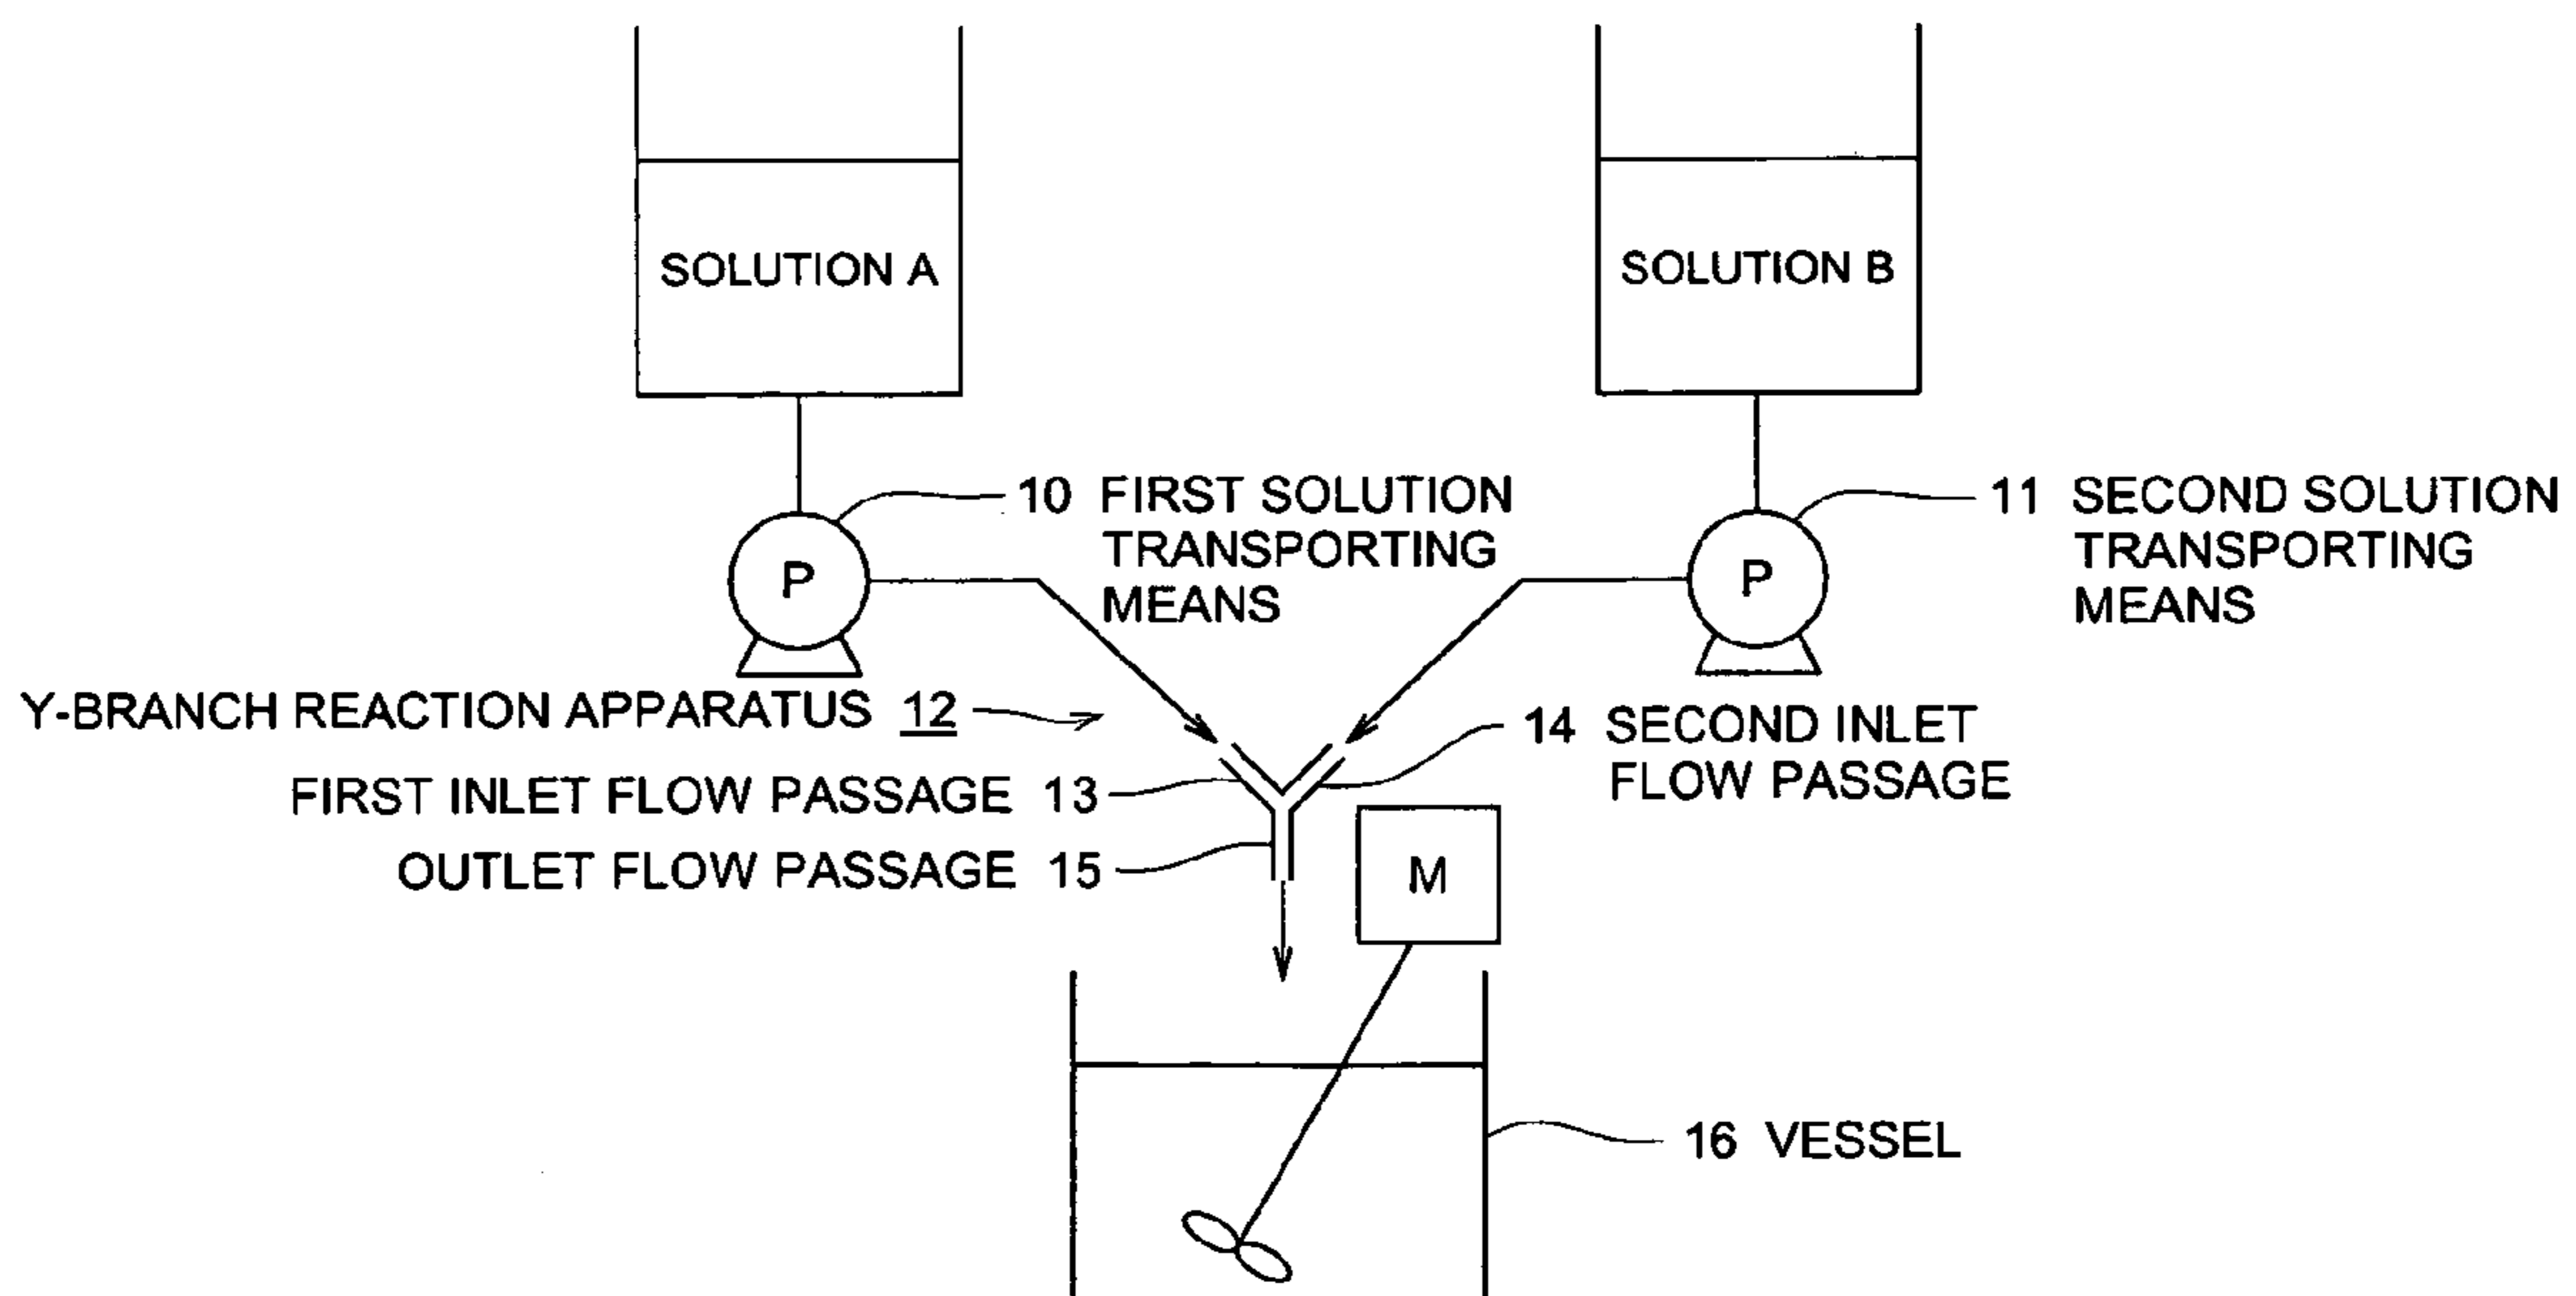 SOLUTION A
SOLUTION B
10 FIRST SOLUTION
TRANSPORTING
MEANS
11 SECOND SOLUTION
TRANSPORTING
MEANS
P
P
Y-BRANCH REACTION APPARATUS 12
14 SECOND INLET
FLOW PASSAGE
FIRST INLET FLOW PASSAGE 13
OUTLET FLOW PASSAGE 15
M
16 VESSEL